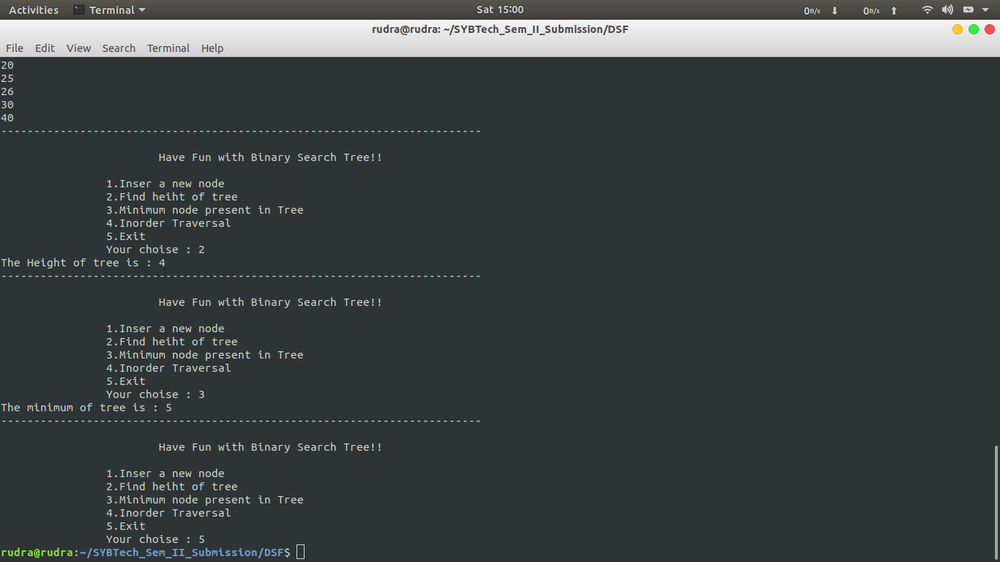 Activities Terminal Sat 15:00 0B/s 0B/s
rudra@rudra: ~/SYBTech_Sem_II_Submission/DSF
File Edit View Search Terminal Help
20
25
26
30
40
-------------------------------------------------------------------------
Have Fun with Binary Search Tree!!
1.Inser a new node
2.Find heiht of tree
3.Minimum node present in Tree
4.Inorder Traversal
5.Exit
Your choise : 2
The Height of tree is : 4
-------------------------------------------------------------------------
Have Fun with Binary Search Tree!!
1.Inser a new node
2.Find heiht of tree
3.Minimum node present in Tree
4.Inorder Traversal
5.Exit
Your choise : 3
The minimum of tree is : 5
-------------------------------------------------------------------------
Have Fun with Binary Search Tree!!
1.Inser a new node
2.Find heiht of tree
3.Minimum node present in Tree
4.Inorder Traversal
5.Exit
Your choise : 5
rudra@rudra:~/SYBTech_Sem_II_Submission/DSF$